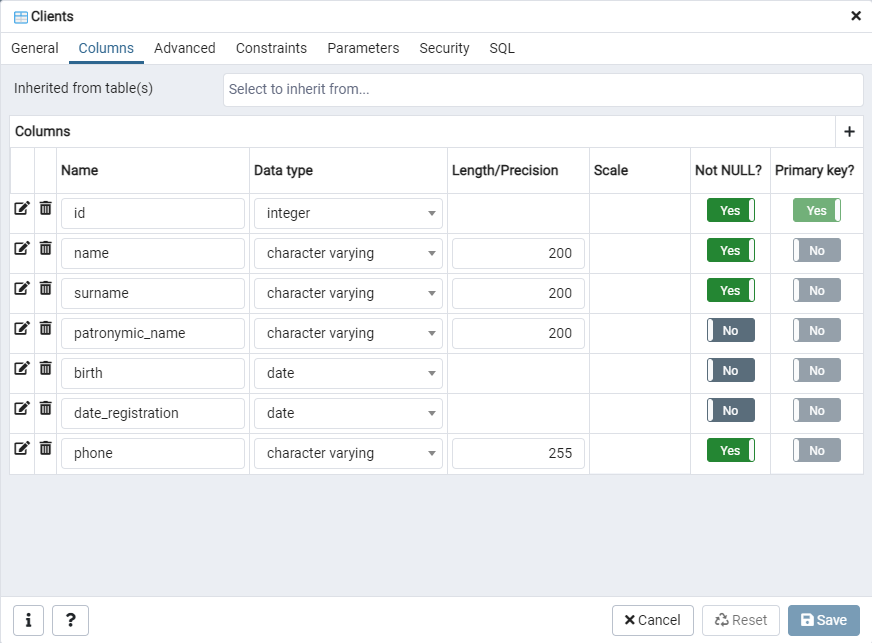 Clients
General Columns Advanced Constraints Parameters Security SQL
Inherited from table(s) Select to inherit from...
Columns
Name Data type Length/Precision Scale Not NULL? Primary key?
id integer Yes Yes
name character varying 200 Yes No
surname character varying 200 Yes No
patronymic_name character varying 200 No No
birth date No No
date_registration date No No
phone character varying 255 Yes No
i ? Cancel Reset Save